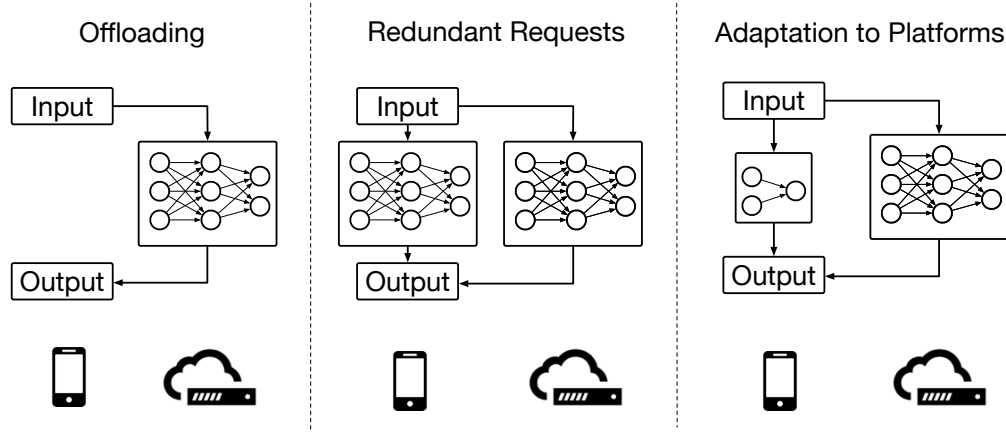 Offloading
Input
Output
Redundant Requests
Input
Output
Adaptation to Platforms
Input
Output